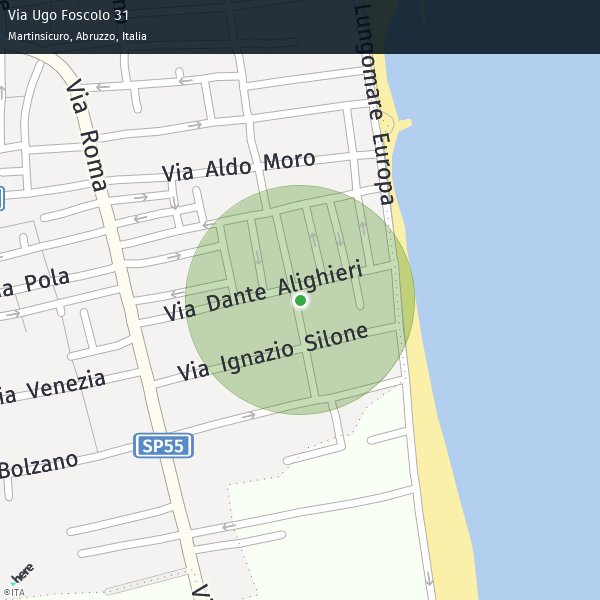 Via Ugo Foscolo 31
Martinsicuro, Abruzzo, Italia
Lungomare Europa
Via Roma
Via Aldo Moro
Via Dante Alighieri
Via Ignazio Silone
Pola
Venezia
Bolzano
SP55
here
©ITA